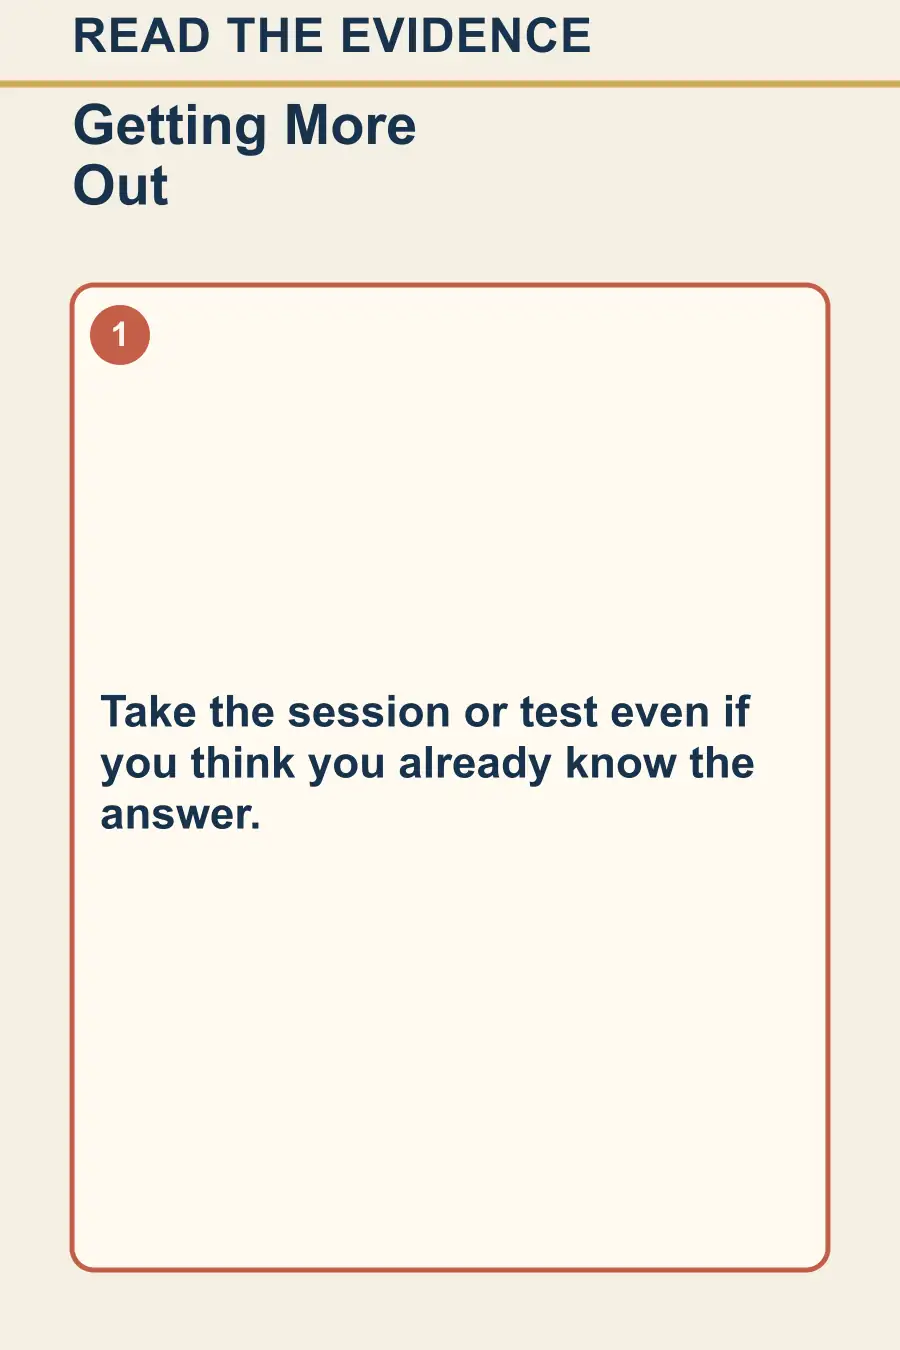 READ THE EVIDENCE
Getting More
Out
1
Take the session or test even if
you think you already know the
answer.